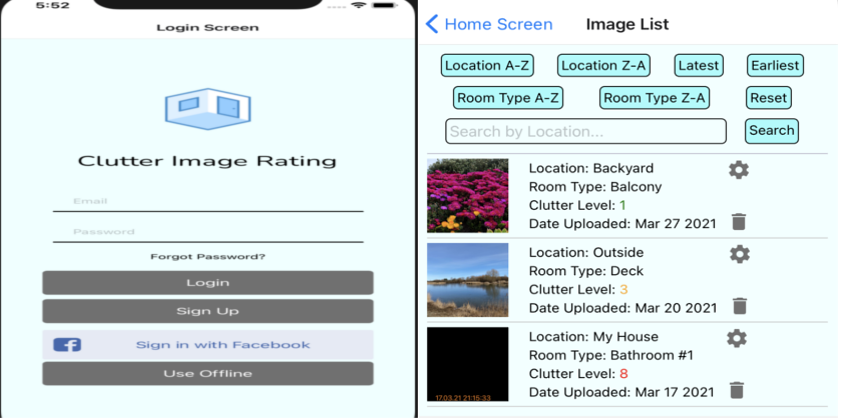 5:52
Login Screen
Clutter Image Rating
Email
Password
Forgot Password?
Login
Sign Up
Sign in with Facebook
Use Offline
Home Screen
Image List
Location A-Z
Location Z-A
Latest
Earliest
Room Type A-Z
Room Type Z-A
Reset
Search by Location...
Search
Location: Backyard
Room Type: Balcony
Clutter Level: 1
Date Uploaded: Mar 27 2021
Location: Outside
Room Type: Deck
Clutter Level: 3
Date Uploaded: Mar 20 2021
Location: My House
Room Type: Bathroom #1
Clutter Level: 8
Date Uploaded: Mar 17 2021
17.03.21 21:15:33